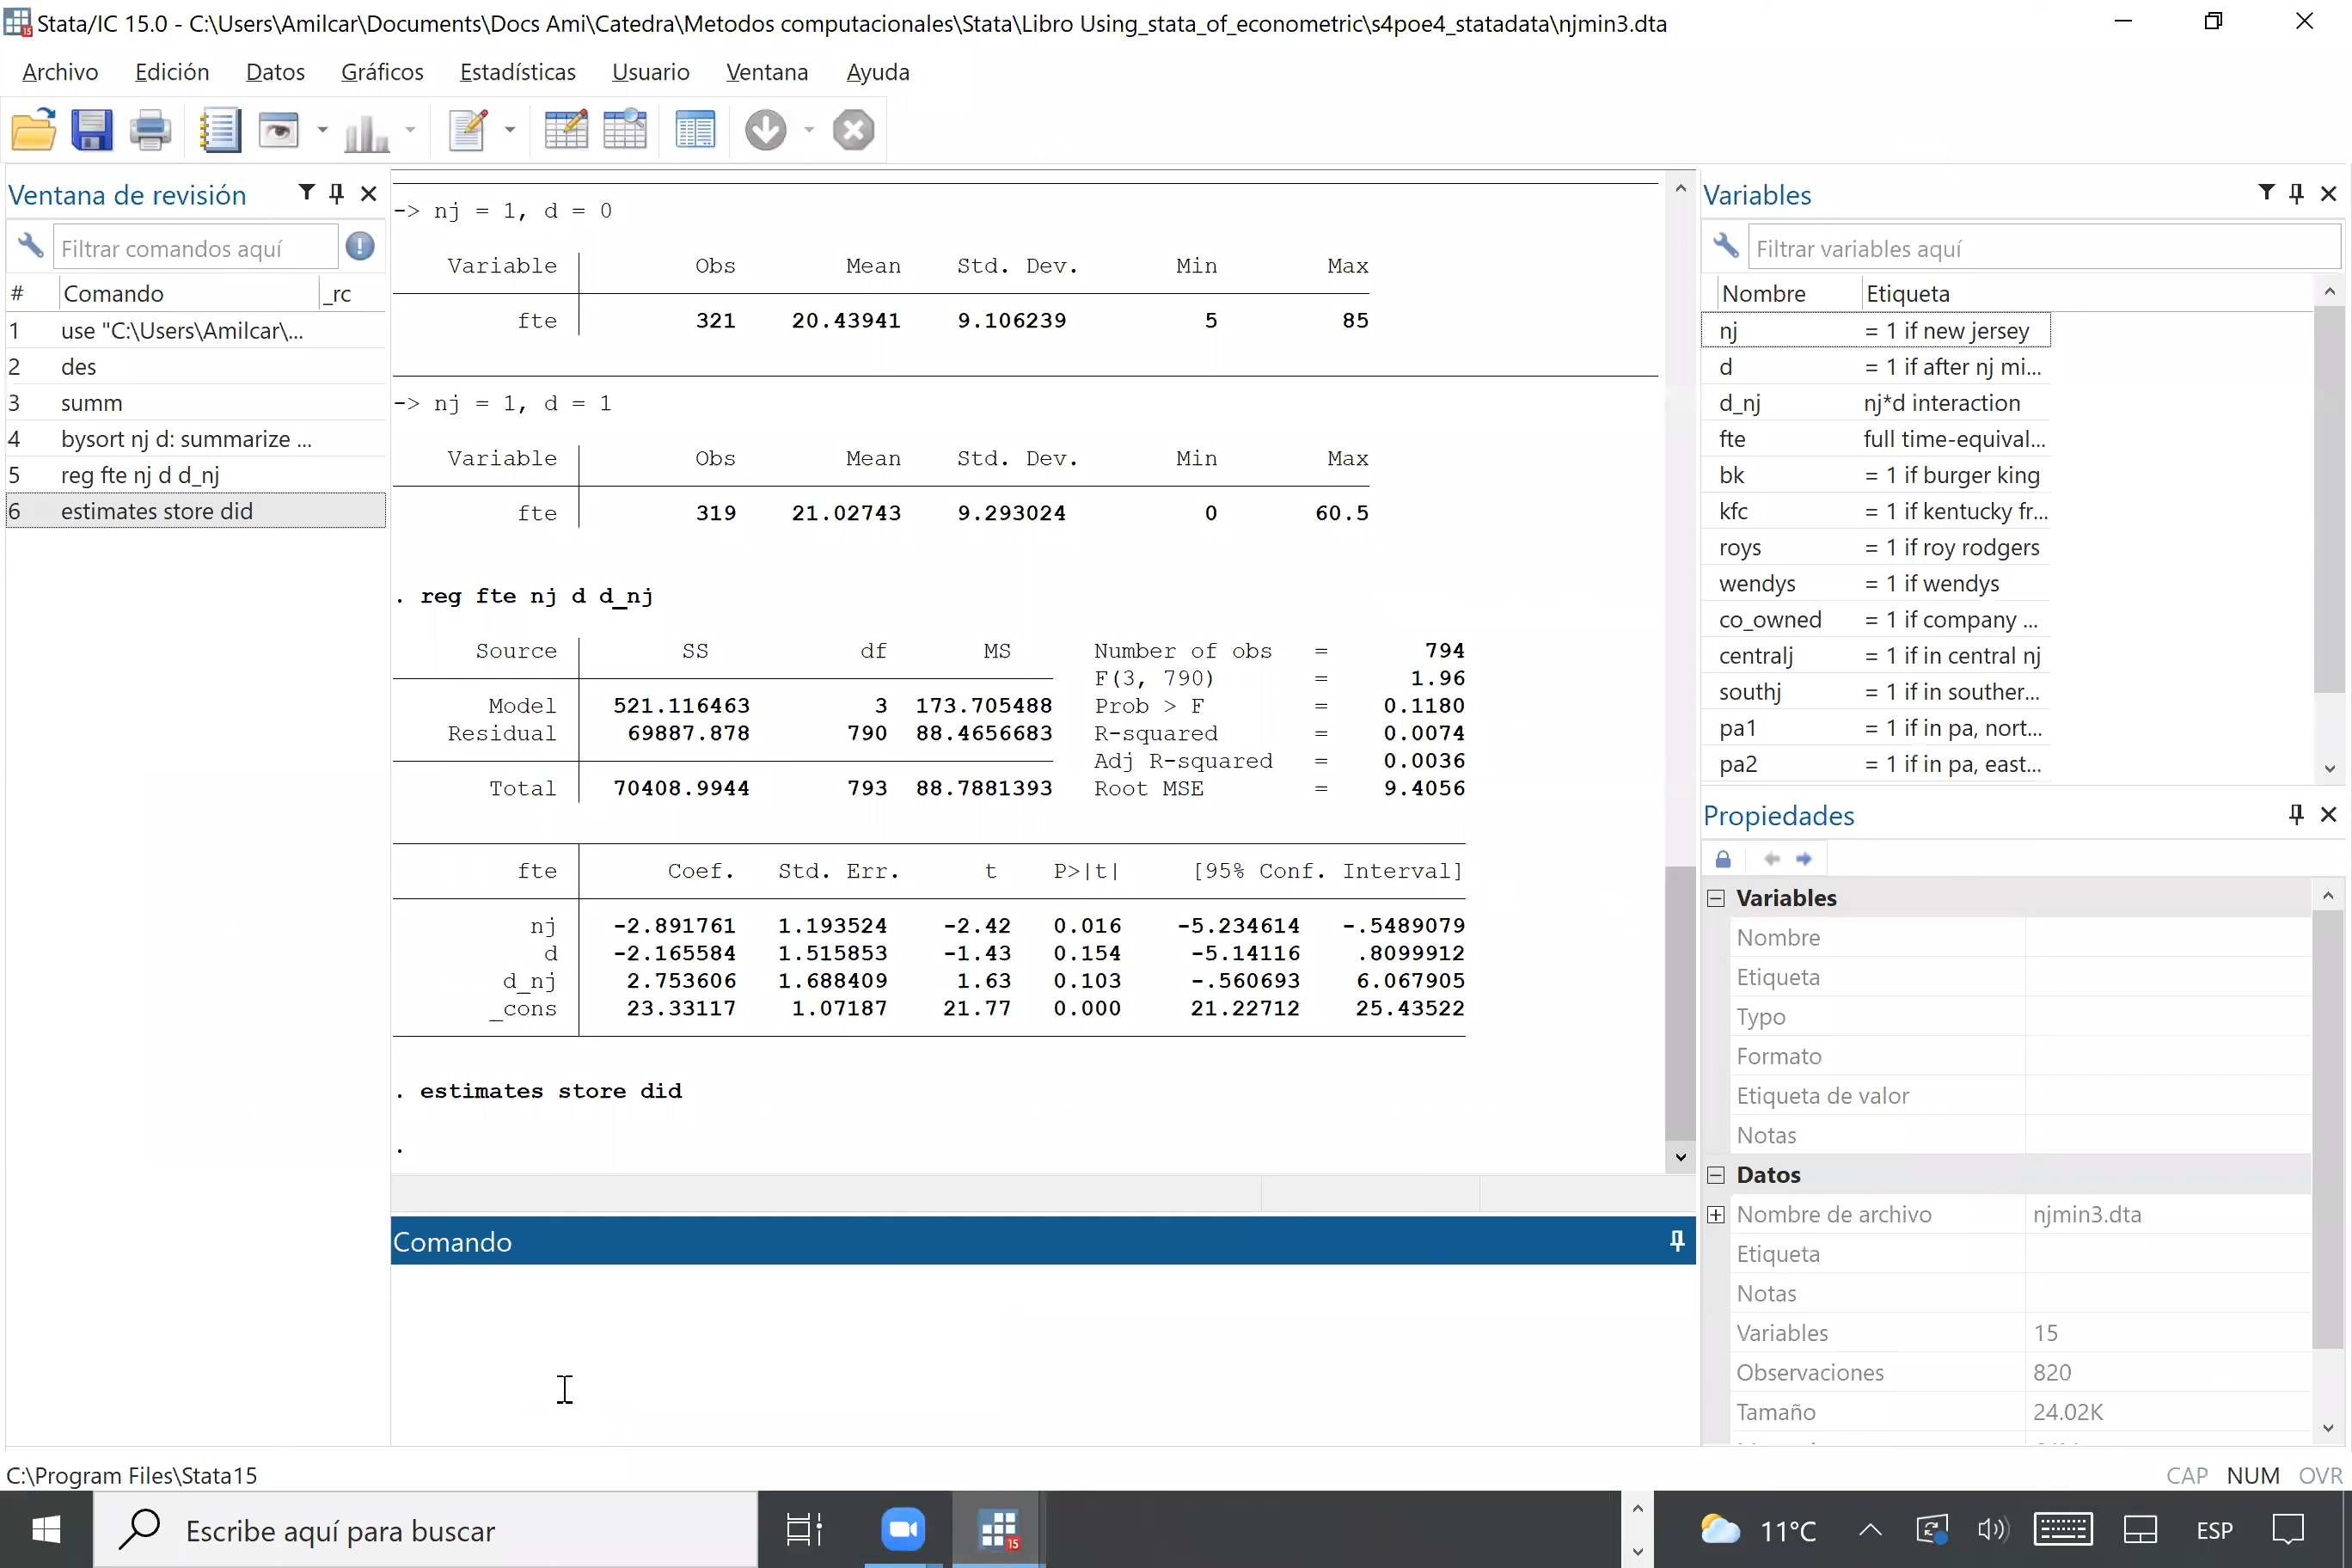 Stata/IC 15.0 - C:\Users\Amilcar\Documents\Docs Ami\Catedra\Metodos computacionales\Stata\Libro Using_stata_of_econometric\s4poe4_statadata\njmin3.dta
Archivo Edición Datos Gráficos Estadísticas Usuario Ventana Ayuda
Ventana de revisión
Filtrar comandos aquí
# Comando _rc
1 use "C:\Users\Amilcar\...
2 des
3 summ
4 bysort nj d: summarize ...
5 reg fte nj d d_nj
6 estimates store did
-> nj = 1, d = 0
Variable Obs Mean Std. Dev. Min Max
fte 321 20.43941 9.106239 5 85
-> nj = 1, d = 1
Variable Obs Mean Std. Dev. Min Max
fte 319 21.02743 9.293024 0 60.5
. reg fte nj d d_nj
Source SS df MS Number of obs = 794
F(3, 790) = 1.96
Model 521.116463 3 173.705488 Prob > F = 0.1180
Residual 69887.878 790 88.4656683 R-squared = 0.0074
Adj R-squared = 0.0036
Total 70408.9944 793 88.7881393 Root MSE = 9.4056
fte Coef. Std. Err. t P>|t| [95% Conf. Interval]
nj -2.891761 1.193524 -2.42 0.016 -5.234614 -.5489079
d -2.165584 1.515853 -1.43 0.154 -5.14116 .8099912
d_nj 2.753606 1.688409 1.63 0.103 -.560693 6.067905
_cons 23.33117 1.07187 21.77 0.000 21.22712 25.43522
. estimates store did
.
Comando
Variables
Filtrar variables aquí
Nombre Etiqueta
nj = 1 if new jersey
d = 1 if after nj mi...
d_nj nj*d interaction
fte full time-equival...
bk = 1 if burger king
kfc = 1 if kentucky fr...
roys = 1 if roy rodgers
wendys = 1 if wendys
co_owned = 1 if company ...
centralj = 1 if in central nj
southj = 1 if in souther...
pa1 = 1 if in pa, nort...
pa2 = 1 if in pa, east...
Propiedades
Variables
Nombre
Etiqueta
Typo
Formato
Etiqueta de valor
Notas
Datos
Nombre de archivo njmin3.dta
Etiqueta
Notas
Variables 15
Observaciones 820
Tamaño 24.02K
C:\Program Files\Stata15
CAP NUM OVR
Escribe aquí para buscar
15
11°C
ESP